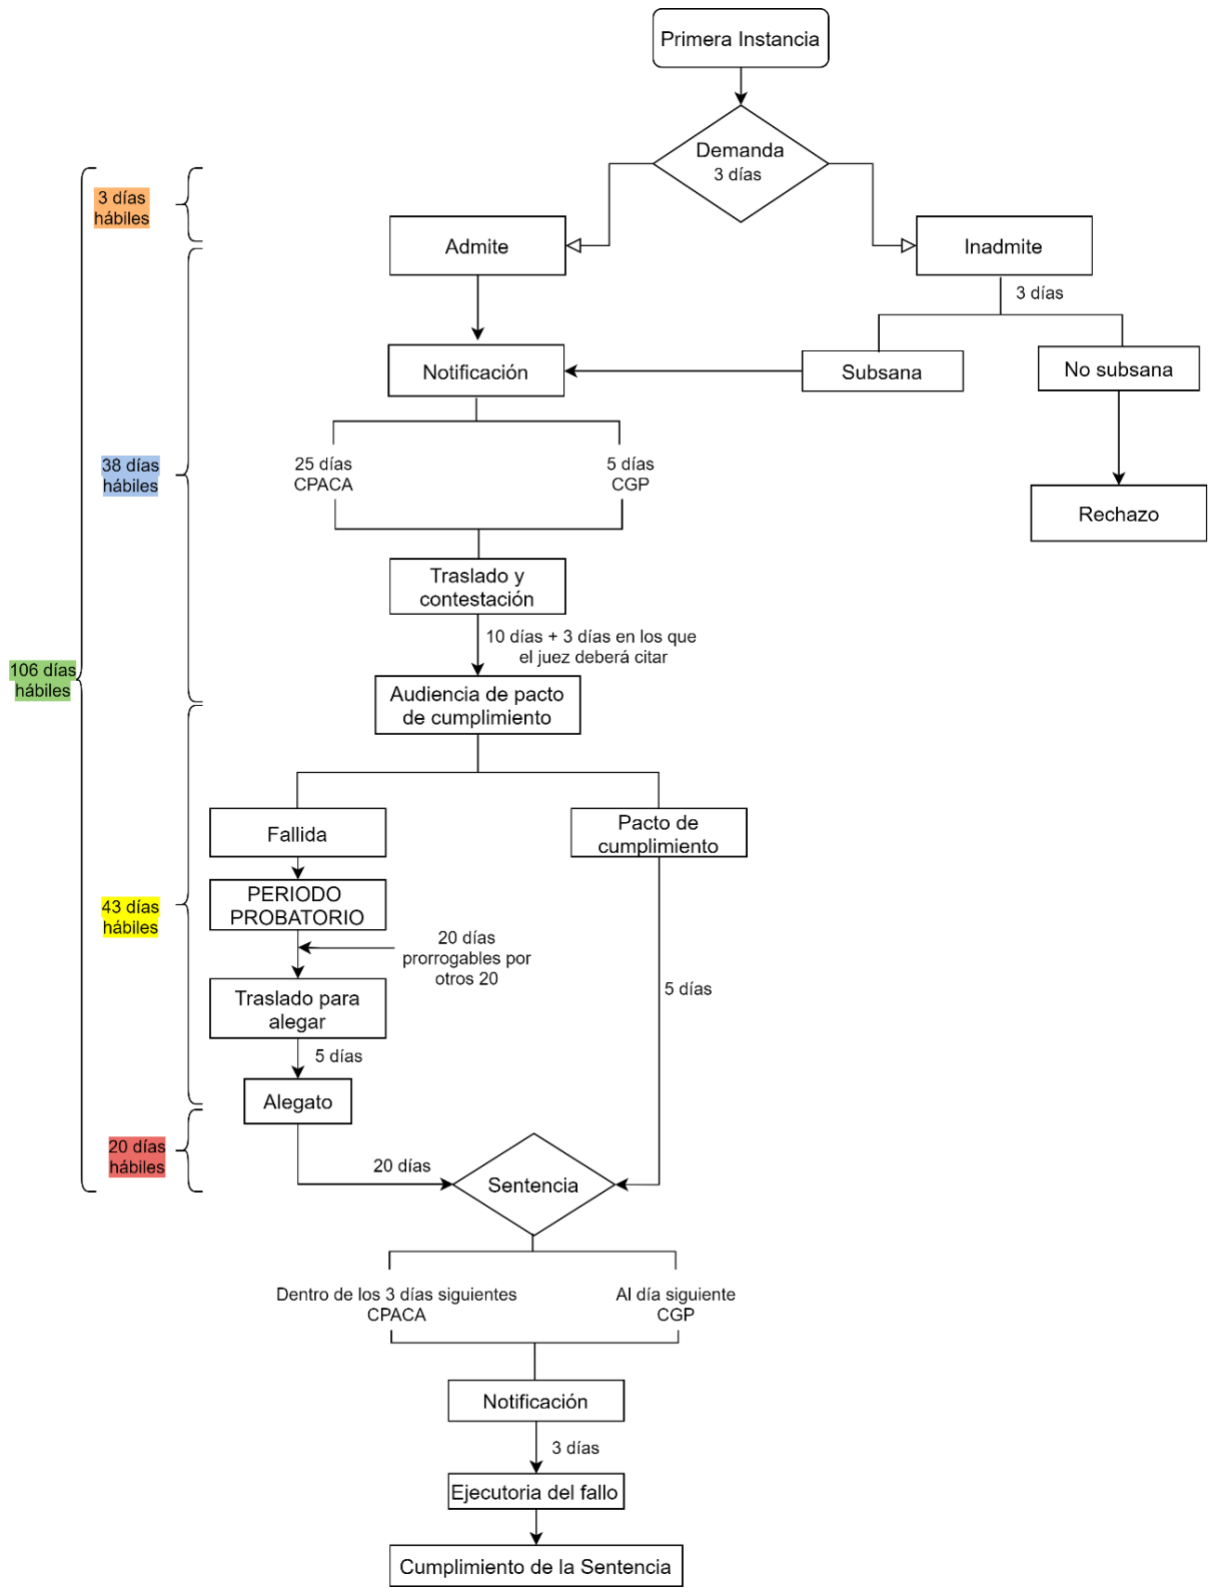 Primera Instancia
Demanda
3 días
3 días
hábiles
Admite
Inadmite
3 días
Notificación
Subsana
No subsana
38 días
hábiles
25 días
CPACA
5 días
CGP
Rechazo
Traslado y
contestación
10 días + 3 días en los que
el juez deberá citar
106 días
hábiles
Audiencia de pacto
de cumplimiento
Fallida
Pacto de
cumplimiento
43 días
hábiles
PERIODO
PROBATORIO
20 días
prorrogables por
otros 20
5 días
Traslado para
alegar
5 días
Alegato
20 días
hábiles
20 días
Sentencia
Dentro de los 3 días siguientes
CPACA
Al día siguiente
CGP
Notificación
3 días
Ejecutoria del fallo
Cumplimiento de la Sentencia